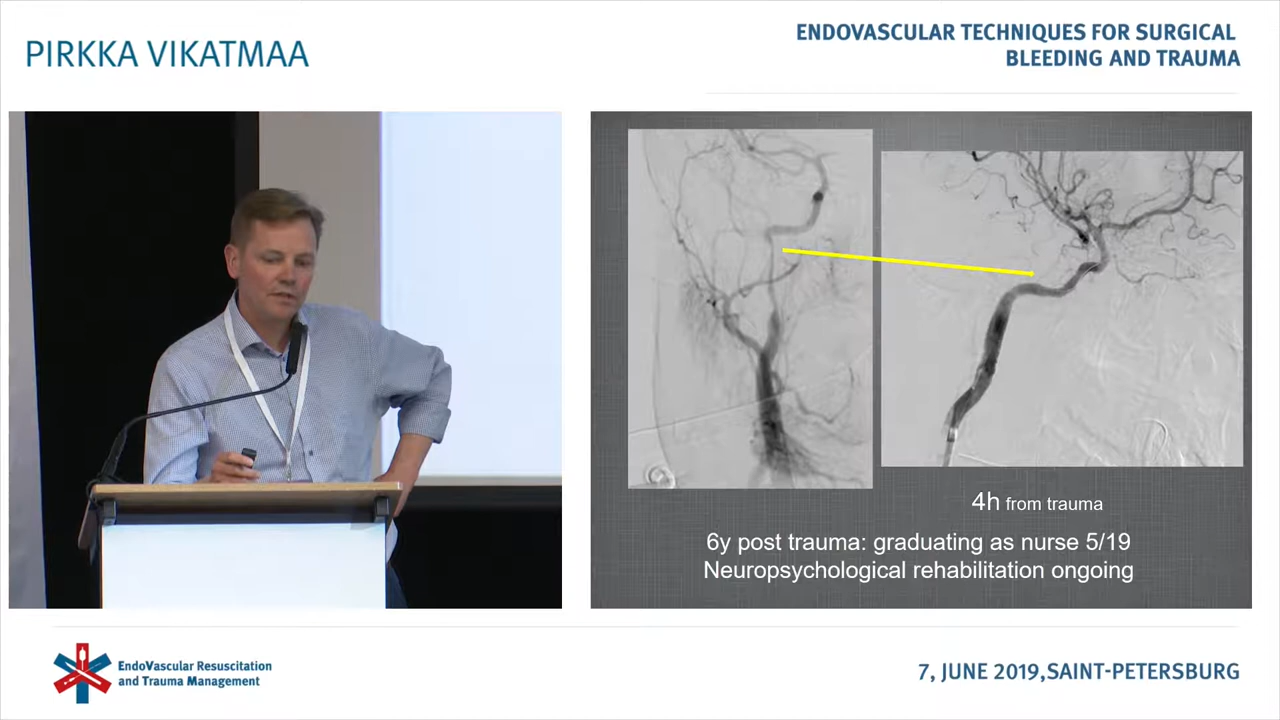 PIRKKA VIKATMAA
ENDOVASCULAR TECHNIQUES FOR SURGICAL
BLEEDING AND TRAUMA
4h from trauma
6y post trauma: graduating as nurse 5/19
Neuropsychological rehabilitation ongoing
EndoVascular Resuscitation
and Trauma Management
7, JUNE 2019,SAINT-PETERSBURG